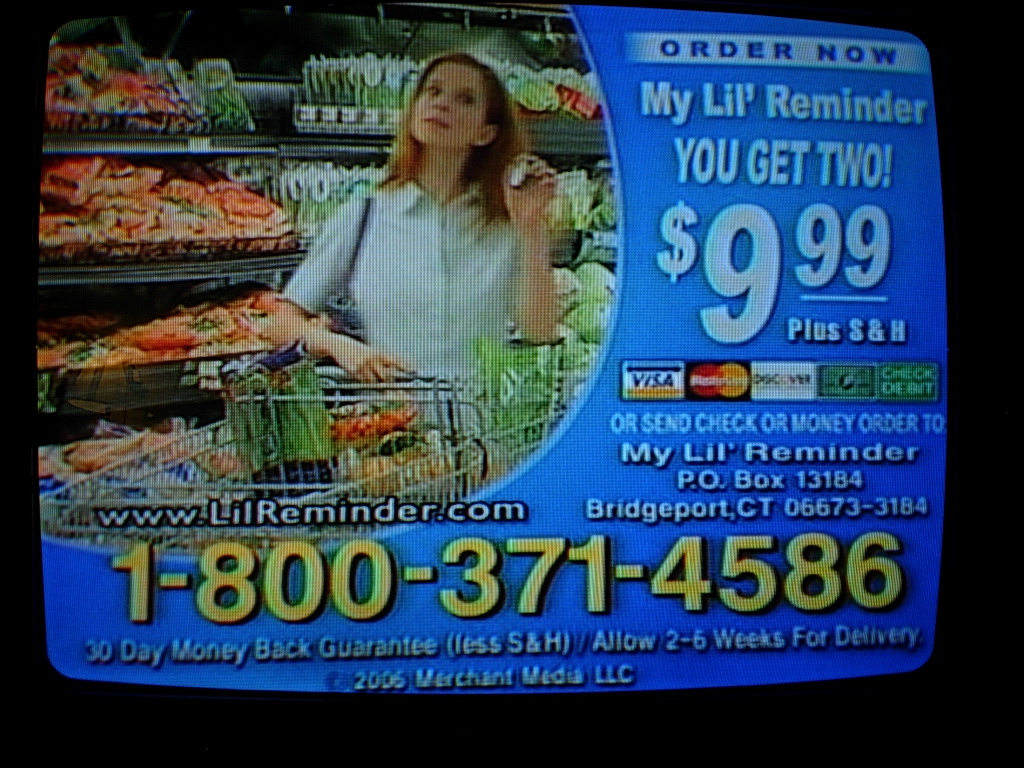 ORDER NOW
My Lil' Reminder
YOU GET TWO!
$9 99
Plus S&H
VISA MasterCard DISCOVER CHECK DEBIT
OR SEND CHECK OR MONEY ORDER TO
My Lil' Reminder
P.O. Box 13184
Bridgeport,CT 06673-3184
www.LilReminder.com
1-800-371-4586
30 Day Money Back Guarantee (less S&H) / Allow 2-6 Weeks For Delivery.
© 2006 Merchant Media LLC